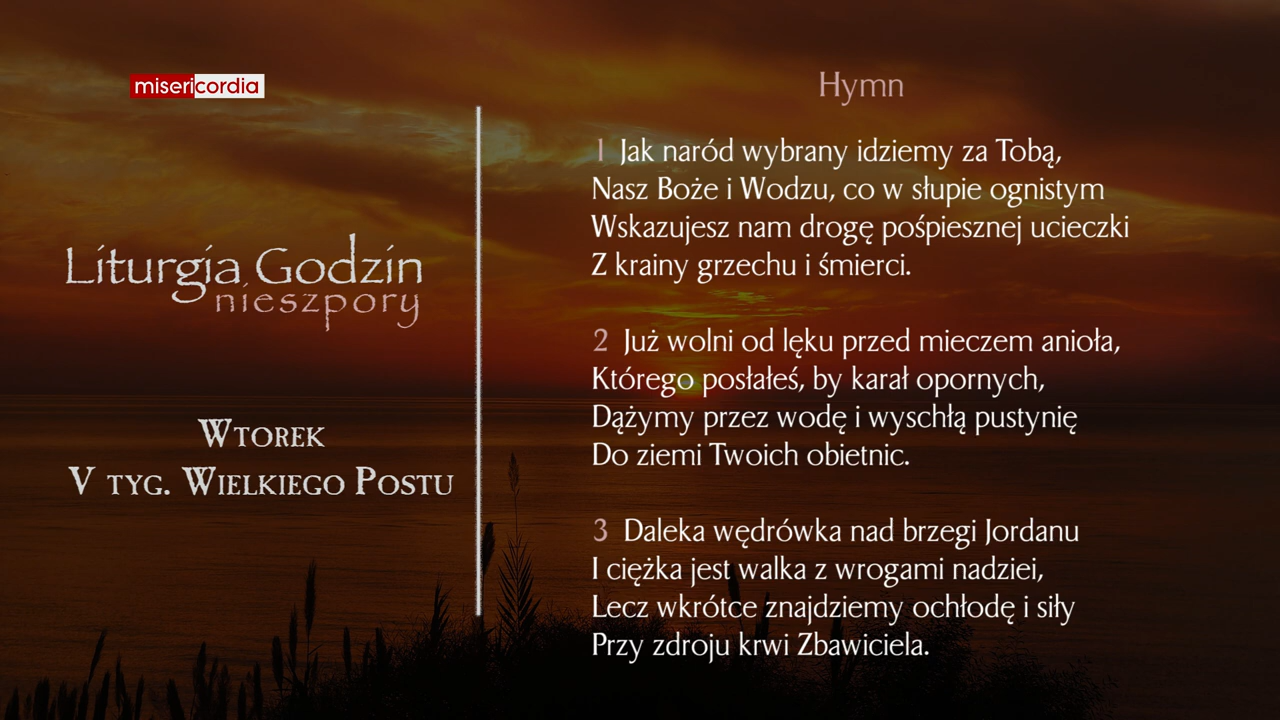 misericordia
Liturgia Godzin
nieszpory
Wtorek
V tyg. Wielkiego Postu
Hymn
1 Jak naród wybrany idziemy za Tobą,
Nasz Boże i Wodzu, co w słupie ognistym
Wskazujesz nam drogę pośpiesznej ucieczki
Z krainy grzechu i śmierci.
2 Już wolni od lęku przed mieczem anioła,
Którego posłałeś, by karał opornych,
Dążymy przez wodę i wyschłą pustynię
Do ziemi Twoich obietnic.
3 Daleka wędrówka nad brzegi Jordanu
I ciężka jest walka z wrogami nadziei,
Lecz wkrótce znajdziemy ochłodę i siły
Przy zdroju krwi Zbawiciela.